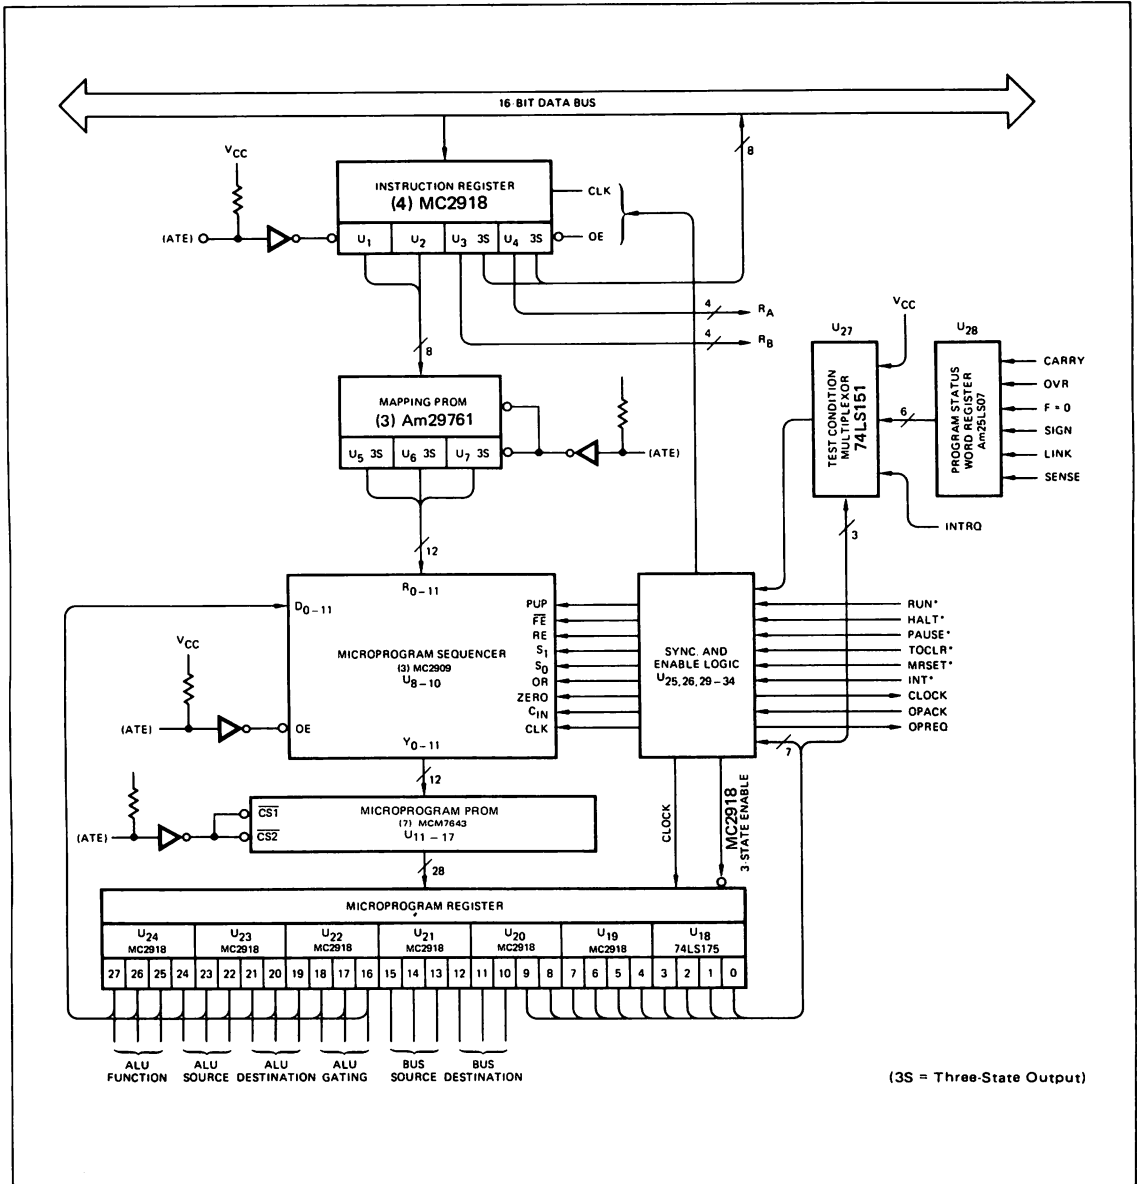 16-BIT DATA BUS
VCC
8
INSTRUCTION REGISTER
(4) MC2918
CLK
(ATE)
U1
U2
U3 3S
U4 3S
OE
4
RA
4
RB
8
VCC
U27
U28
MAPPING PROM
(3) Am29761
U5 3S
U6 3S
U7 3S
(ATE)
TEST CONDITION
MULTIPLEXOR
74LS151
6
PROGRAM STATUS
WORD REGISTER
Am25LS07
CARRY
OVR
F = 0
SIGN
LINK
SENSE
INTRQ
3
12
R0–11
D0–11
MICROPROGRAM SEQUENCER
(3) MC2909
U8–10
VCC
(ATE)
OE
Y0–11
PUP
FE
RE
S1
S0
OR
ZERO
CIN
CLK
SYNC. AND
ENABLE LOGIC
U25, 26, 29–34
RUN*
HALT*
PAUSE*
TOCLR*
MRSET*
INT*
CLOCK
OPACK
OPREQ
7
12
(ATE)
CS1
CS2
MICROPROGRAM PROM
(7) MCM7643
U11–17
CLOCK
MC2918
3-STATE ENABLE
28
MICROPROGRAM REGISTER
U24
MC2918
U23
MC2918
U22
MC2918
U21
MC2918
U20
MC2918
U19
MC2918
U18
74LS175
27 26 25 24 23 22 21 20 19 18 17 16 15 14 13 12 11 10 9 8 7 6 5 4 3 2 1 0
ALU
FUNCTION
ALU
SOURCE
ALU
DESTINATION
ALU
GATING
BUS
SOURCE
BUS
DESTINATION
(3S = Three-State Output)